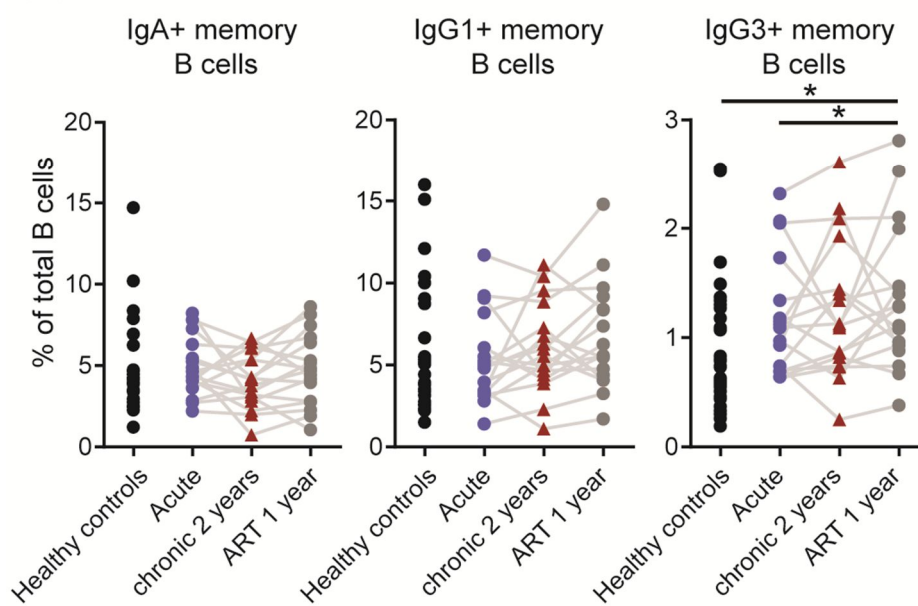 IgA+ memory
B cells
IgG1+ memory
B cells
IgG3+ memory
B cells
% of total B cells
20
15
10
5
0
Healthy controls
Acute
chronic 2 years
ART 1 year
20
15
10
5
0
Healthy controls
Acute
chronic 2 years
ART 1 year
*
*
3
2
1
0
Healthy controls
Acute
chronic 2 years
ART 1 year